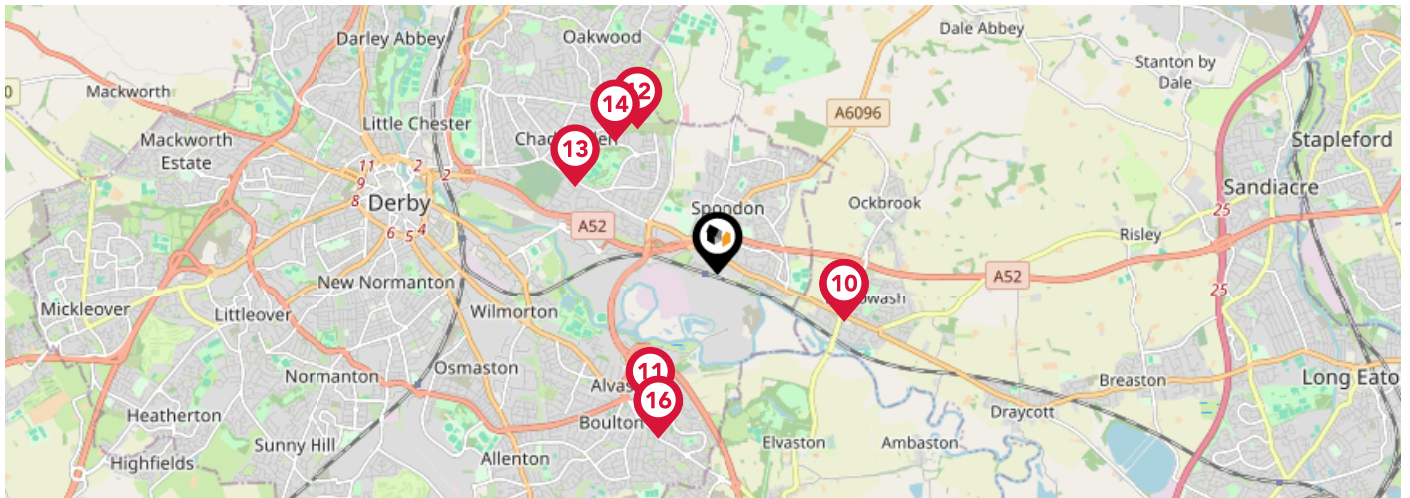 Darley Abbey
Oakwood
Dale Abbey
Stanton by
Dale
Mackworth
0
14
2
A6096
Little Chester
Mackworth
Estate
13
Stapleford
11
2
2
9
8
Derby
6
5
4
Sandiacre
25
Spondon
Ockbrook
A52
Risley
New Normanton
A52
10
25
Mickleover
Littleover
Wilmorton
Osmaston
11
Normanton
Breaston
Long Eato
16
Heatherton
Boulton
Draycott
Sunny Hill
Elvaston
Ambaston
Highfields
Allenton